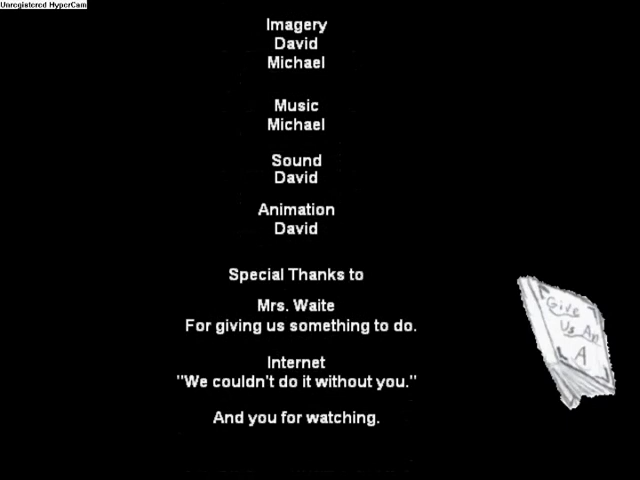 Unregistered HyperCam
Imagery
David
Michael
Music
Michael
Sound
David
Animation
David
Special Thanks to
Mrs. Waite
For giving us something to do.
Internet
"We couldn't do it without you."
And you for watching.
Give
Us An
A